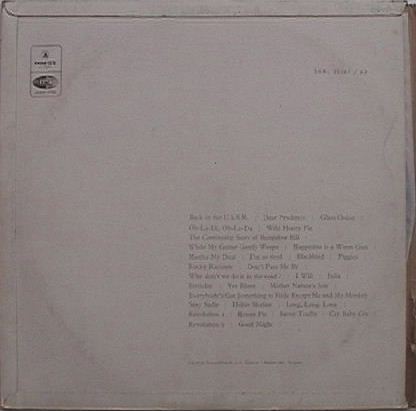 Back in the U.S.S.R. Dear Prudence Glass Onion
Ob-La-Di, Ob-La-Da Wild Honey Pie
The Continuing Story of Bungalow Bill
While My Guitar Gently Weeps Happiness is a Warm Gun
Martha My Dear I'm so tired Blackbird Piggies
Rocky Raccoon Don't Pass Me By
Why don't we do it in the road? I Will Julia
Birthday Yer Blues Mother Nature's Son
Everybody's Got Something to Hide Except Me and My Monkey
Sexy Sadie Helter Skelter Long, Long, Long
Revolution 1 Honey Pie Savoy Truffle Cry Baby Cry
Revolution 9 Good Night